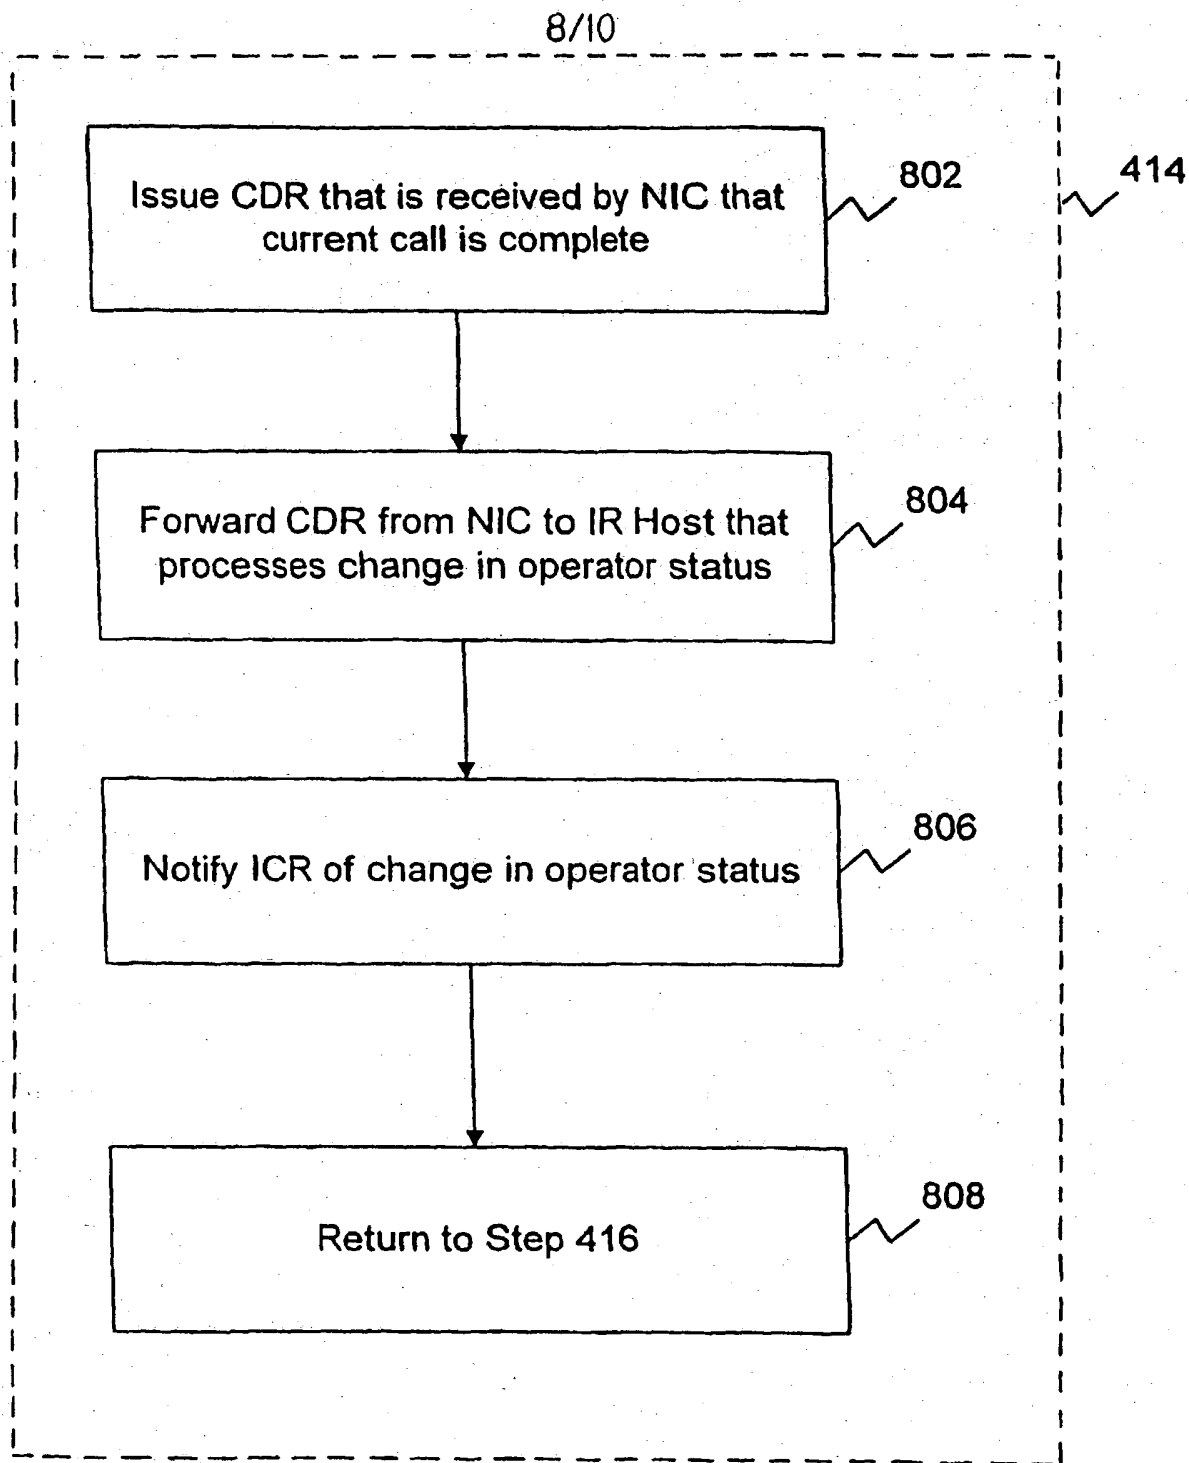 8/10
414
Issue CDR that is received by NIC that
current call is complete
802
Forward CDR from NIC to IR Host that
processes change in operator status
804
Notify ICR of change in operator status
806
Return to Step 416
808